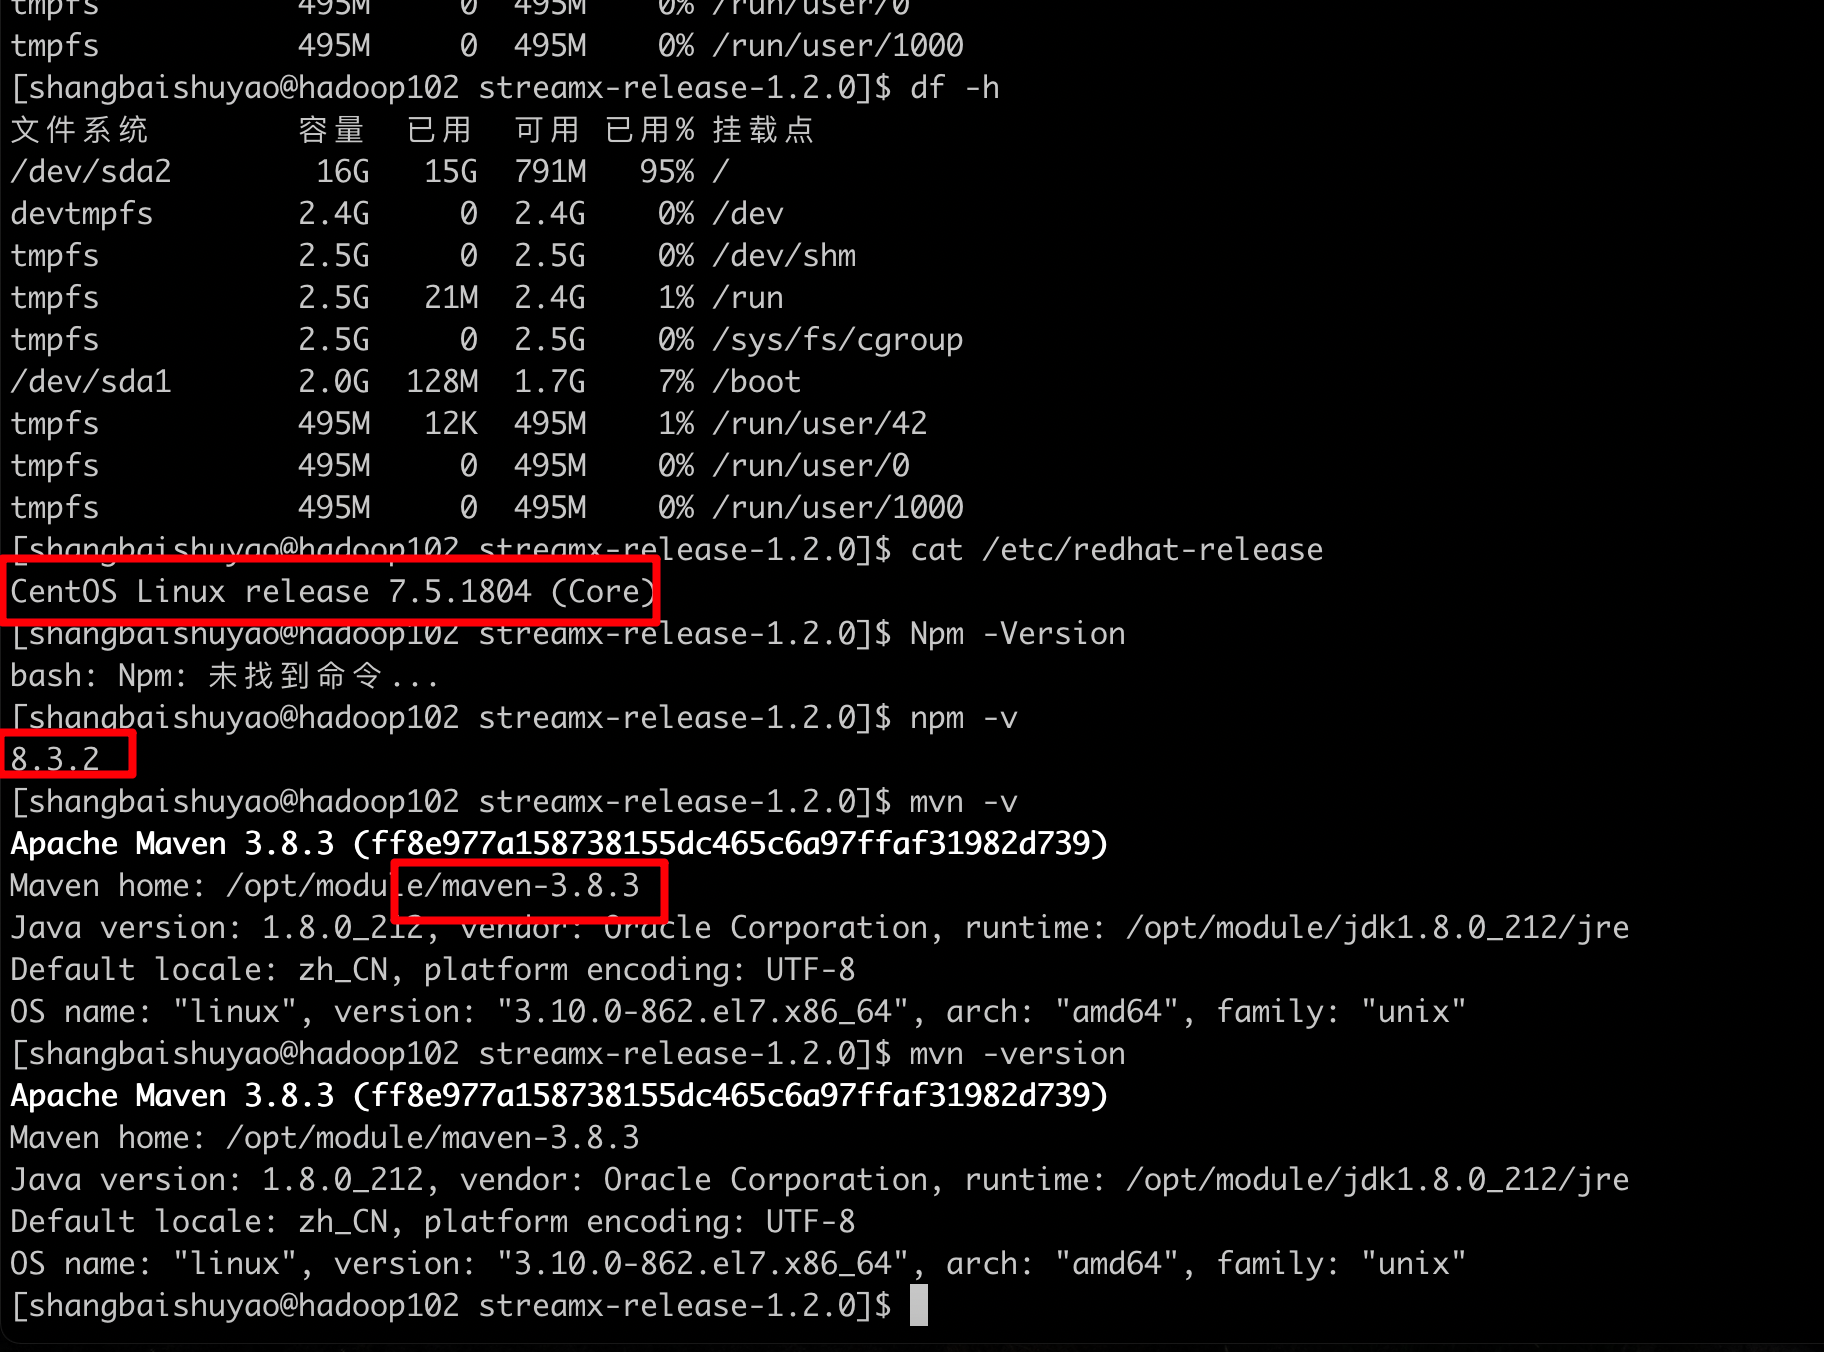 tmpfs 495M 0 495M 0% /run/user/0
tmpfs 495M 0 495M 0% /run/user/1000
[shangbaishuyao@hadoop102 streamx-release-1.2.0]$ df -h
文件系统 容量 已用 可用 已用% 挂载点
/dev/sda2 16G 15G 791M 95% /
devtmpfs 2.4G 0 2.4G 0% /dev
tmpfs 2.5G 0 2.5G 0% /dev/shm
tmpfs 2.5G 21M 2.4G 1% /run
tmpfs 2.5G 0 2.5G 0% /sys/fs/cgroup
/dev/sda1 2.0G 128M 1.7G 7% /boot
tmpfs 495M 12K 495M 1% /run/user/42
tmpfs 495M 0 495M 0% /run/user/0
tmpfs 495M 0 495M 0% /run/user/1000
[shangbaishuyao@hadoop102 streamx-release-1.2.0]$ cat /etc/redhat-release
CentOS Linux release 7.5.1804 (Core)
[shangbaishuyao@hadoop102 streamx-release-1.2.0]$ Npm -Version
bash: Npm: 未找到命令...
[shangbaishuyao@hadoop102 streamx-release-1.2.0]$ npm -v
8.3.2
[shangbaishuyao@hadoop102 streamx-release-1.2.0]$ mvn -v
Apache Maven 3.8.3 (ff8e977a158738155dc465c6a97ffaf31982d739)
Maven home: /opt/module/maven-3.8.3
Java version: 1.8.0_212, vendor: Oracle Corporation, runtime: /opt/module/jdk1.8.0_212/jre
Default locale: zh_CN, platform encoding: UTF-8
OS name: "linux", version: "3.10.0-862.el7.x86_64", arch: "amd64", family: "unix"
[shangbaishuyao@hadoop102 streamx-release-1.2.0]$ mvn -version
Apache Maven 3.8.3 (ff8e977a158738155dc465c6a97ffaf31982d739)
Maven home: /opt/module/maven-3.8.3
Java version: 1.8.0_212, vendor: Oracle Corporation, runtime: /opt/module/jdk1.8.0_212/jre
Default locale: zh_CN, platform encoding: UTF-8
OS name: "linux", version: "3.10.0-862.el7.x86_64", arch: "amd64", family: "unix"
[shangbaishuyao@hadoop102 streamx-release-1.2.0]$